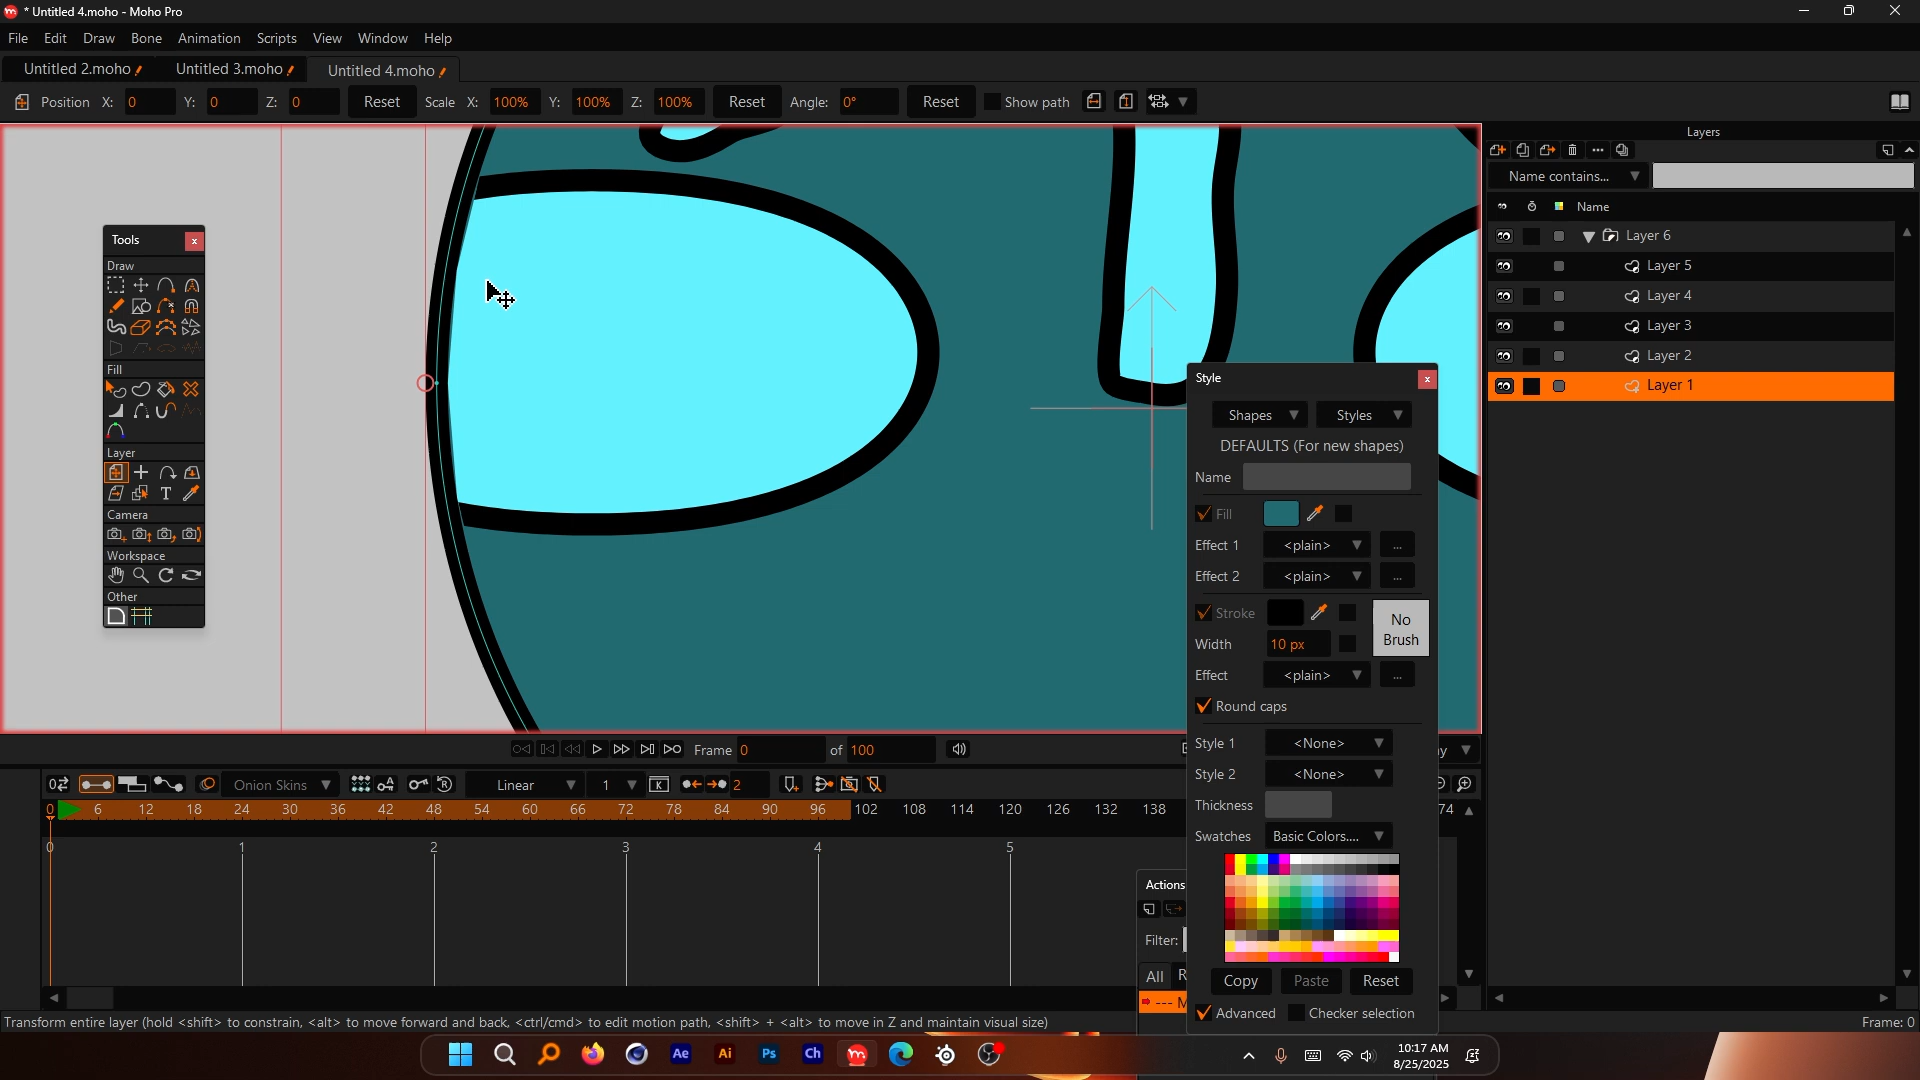 * Untitled 4.moho - Moho Pro
File Edit Draw Bone Animation Scripts View Window Help
Untitled 2.moho Untitled 3.moho Untitled 4.moho
Position X: 0 Y: 0 Z: 0 Reset Scale X: 100% Y: 100% Z: 100% Reset Angle: 0° Reset Show path
Layers
Name contains...
Name
Layer 6
Layer 5
Layer 4
Layer 3
Layer 2
Layer 1
Tools
Draw
Fill
Layer
T
Camera
Workspace
Other
Style
Shapes Styles
DEFAULTS (For new shapes)
Name
Fill
Effect 1 <plain> ...
Effect 2 <plain> ...
Stroke
No
Brush
Width 10 px
Effect <plain> ...
Round caps
Style 1 <None>
Style 2 <None>
Thickness
Swatches Basic Colors....
Copy Paste Reset
Advanced Checker selection
Frame 0 of 100
Onion Skins Linear 1 K 2
0 6 12 18 24 30 36 42 48 54 60 66 72 78 84 90 96 102 108 114 120 126 132 138 74
0 1 2 3 4 5
Actions
Filter:
All R
--- M
Transform entire layer (hold <shift> to constrain, <alt> to move forward and back, <ctrl/cmd> to edit motion path, <shift> + <alt> to move in Z and maintain visual size)
Frame: 0
Ae Ai Ps Ch
10:17 AM
8/25/2025